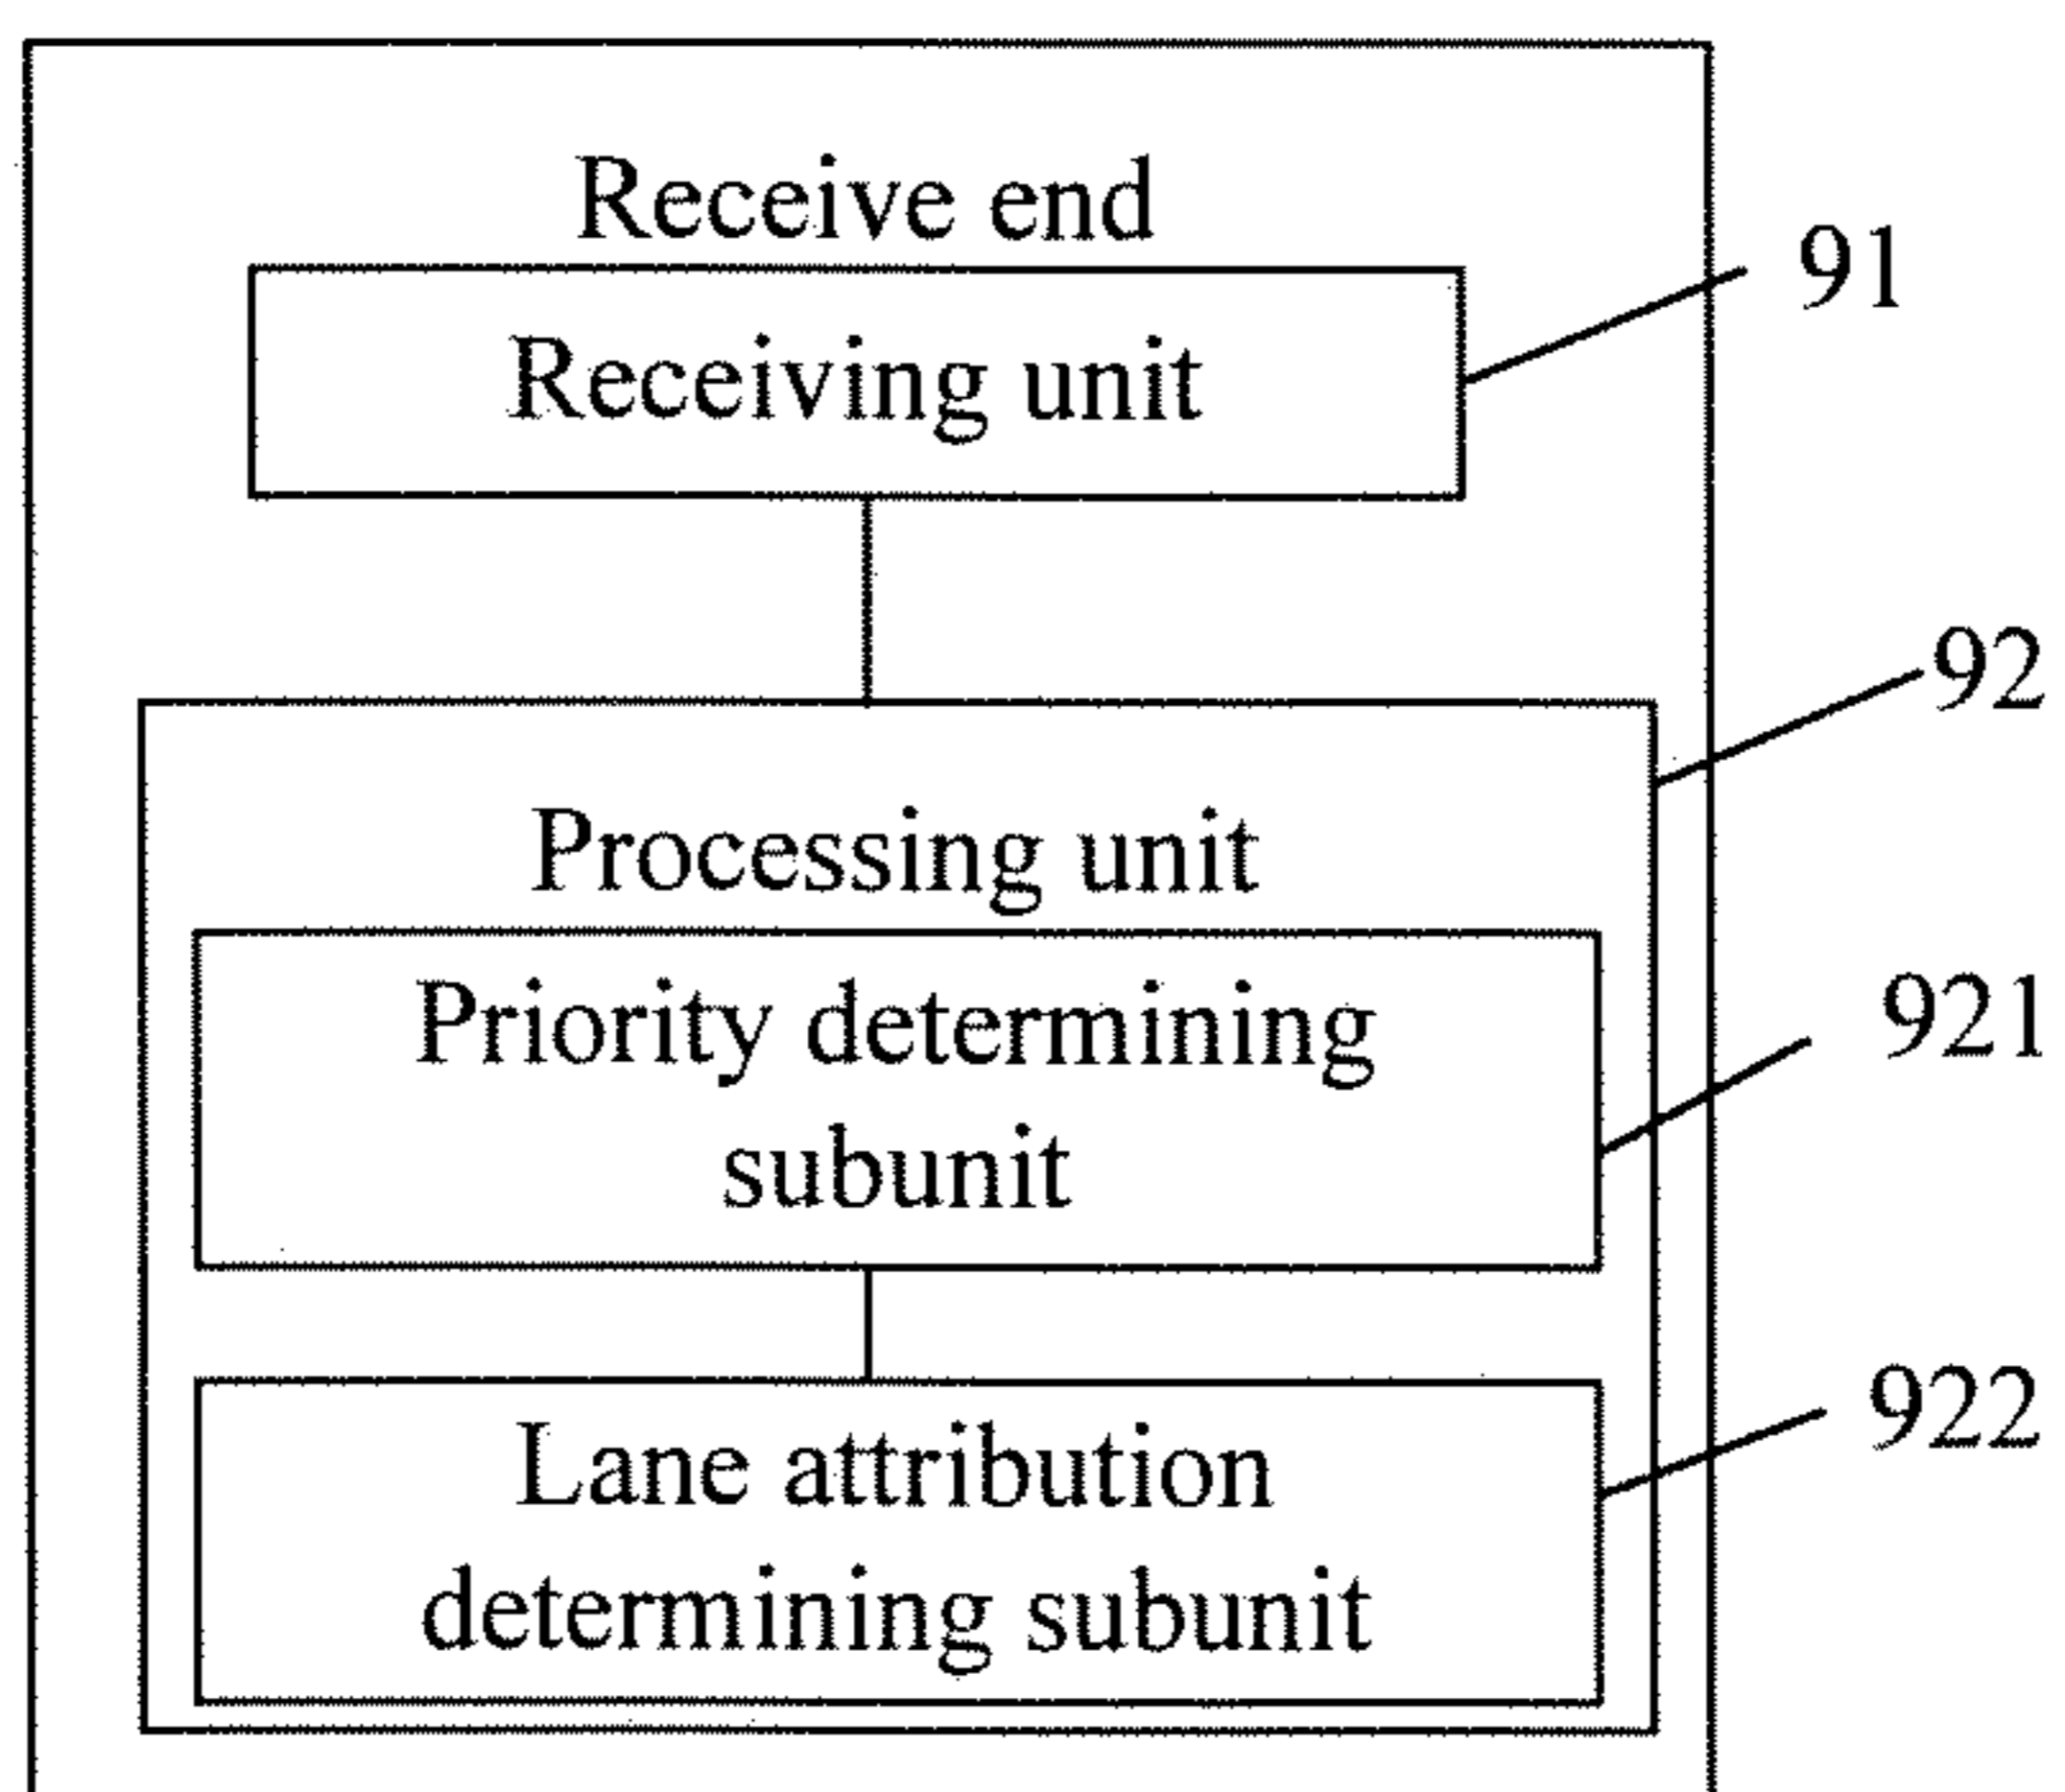 Receive end
91
Receiving unit
92
Processing unit
Priority determining
921
subunit
Lane attribution
922
determining subunit